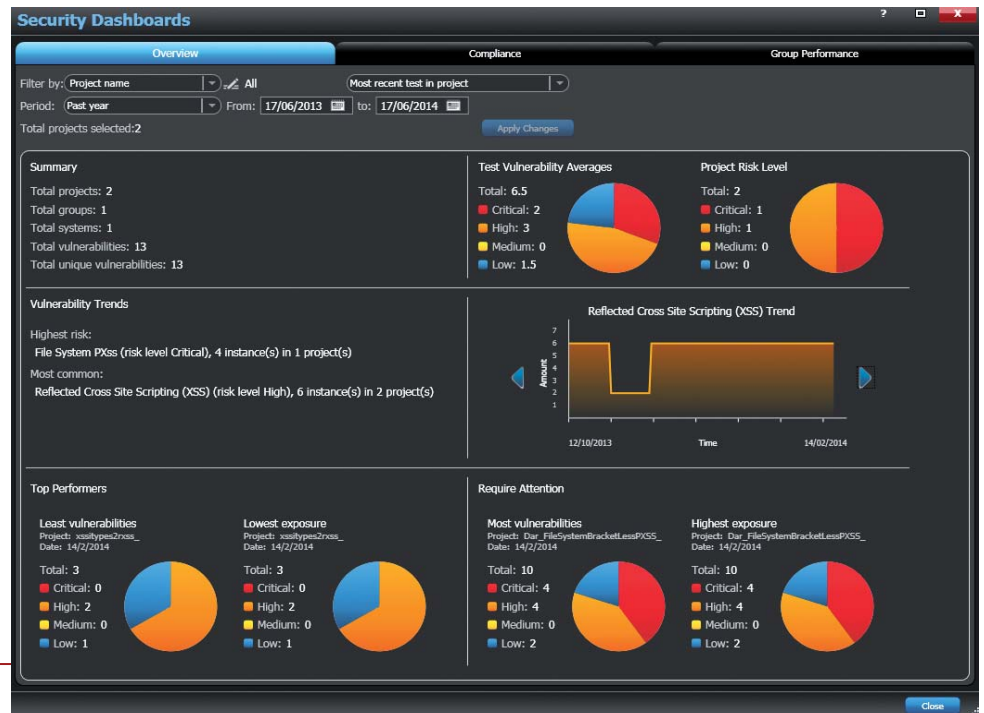 Security Dashboards
?
X
Overview
Compliance
Group Performance
Filter by: Project name All Most recent test in project
Period: Past year From: 17/06/2013 to: 17/06/2014
Total projects selected:2
Apply Changes
Summary
Total projects: 2
Total groups: 1
Total systems: 1
Total vulnerabilities: 13
Total unique vulnerabilities: 13
Test Vulnerability Averages
Total: 6.5
Critical: 2
High: 3
Medium: 0
Low: 1.5
Project Risk Level
Total: 2
Critical: 1
High: 1
Medium: 0
Low: 0
Vulnerability Trends
Highest risk:
File System PXss (risk level Critical), 4 instance(s) in 1 project(s)
Most common:
Reflected Cross Site Scripting (XSS) (risk level High), 6 instance(s) in 2 project(s)
Reflected Cross Site Scripting (XSS) Trend
Amount
7
6
5
4
3
2
1
12/10/2013
Time
14/02/2014
Top Performers
Least vulnerabilities
Project: xssitypes2rxss_
Date: 14/2/2014
Total: 3
Critical: 0
High: 2
Medium: 0
Low: 1
Lowest exposure
Project: xssitypes2rxss_
Date: 14/2/2014
Total: 3
Critical: 0
High: 2
Medium: 0
Low: 1
Require Attention
Most vulnerabilities
Project: Dar_FileSystemBracketLessPXSS_
Date: 14/2/2014
Total: 10
Critical: 4
High: 4
Medium: 0
Low: 2
Highest exposure
Project: Dar_FileSystemBracketLessPXSS_
Date: 14/2/2014
Total: 10
Critical: 4
High: 4
Medium: 0
Low: 2
Close